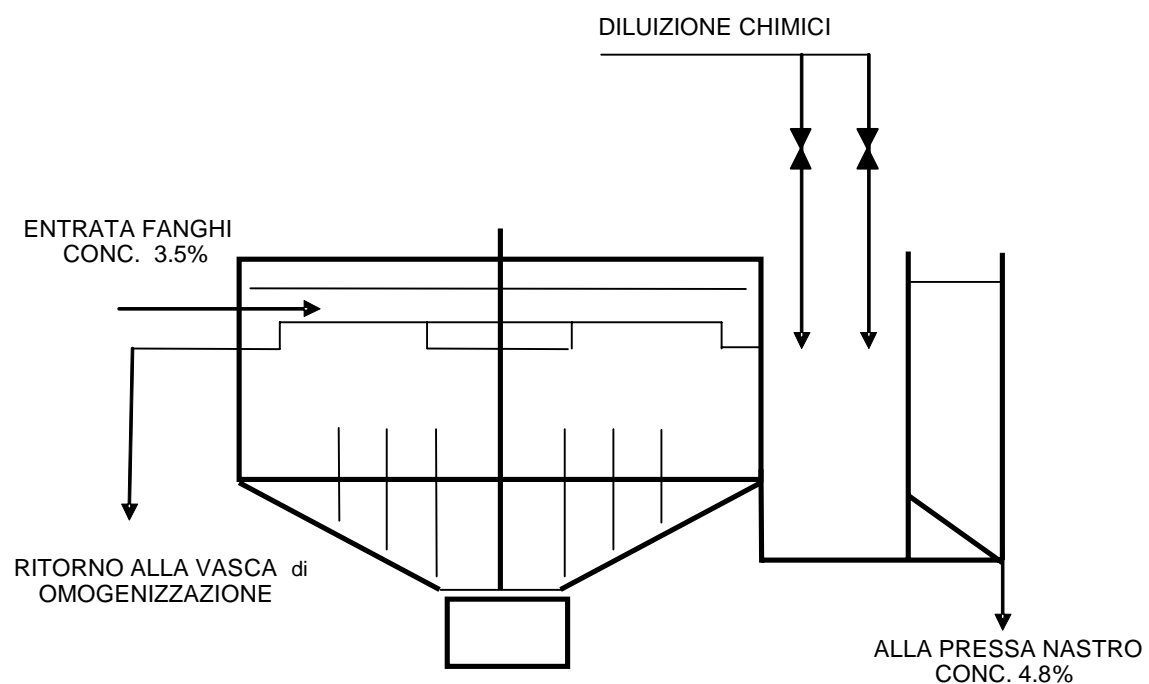 DILUIZIONE CHIMICI
ENTRATA FANGHI
CONC. 3.5%
RITORNO ALLA VASCA di
OMOGENIZZAZIONE
ALLA PRESSA NASTRO
CONC. 4.8%